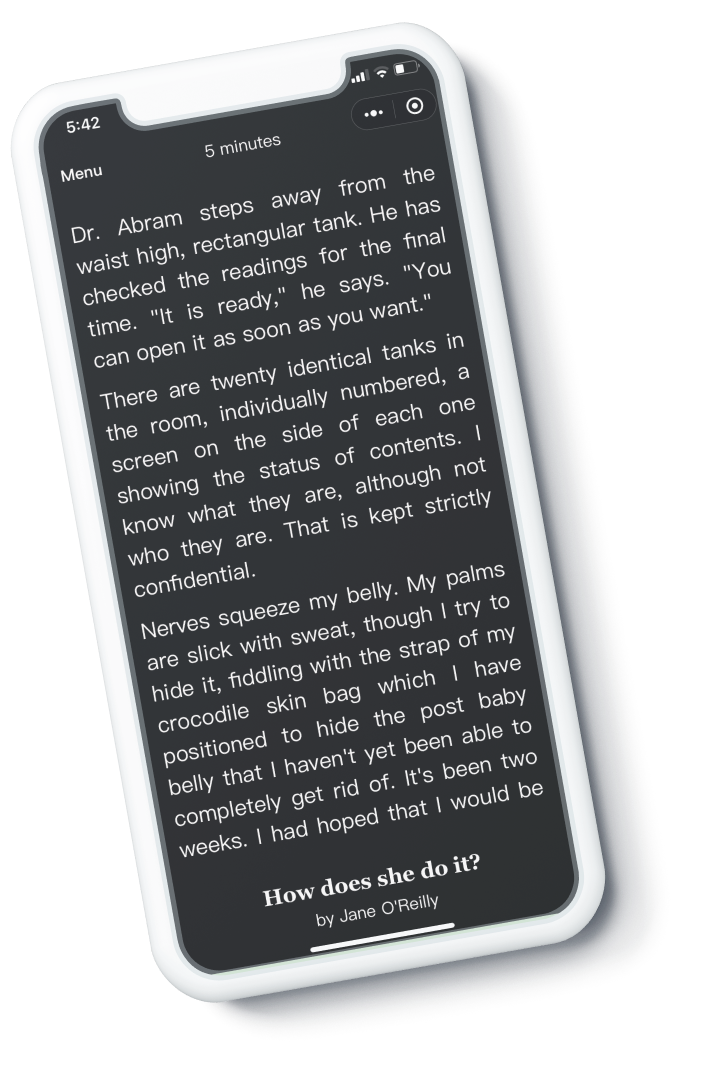 5:42
Menu
5 minutes
Dr. Abram steps away from the
waist high, rectangular tank. He has
checked the readings for the final
time. "It is ready," he says. "You
can open it as soon as you want."
There are twenty identical tanks in
the room, individually numbered, a
screen on the side of each one
showing the status of contents. I
know what they are, although not
who they are. That is kept strictly
confidential.
Nerves squeeze my belly. My palms
are slick with sweat, though I try to
hide it, fiddling with the strap of my
crocodile skin bag which I have
positioned to hide the post baby
belly that I haven't yet been able to
completely get rid of. It's been two
weeks. I had hoped that I would be
How does she do it?
by Jane O'Reilly